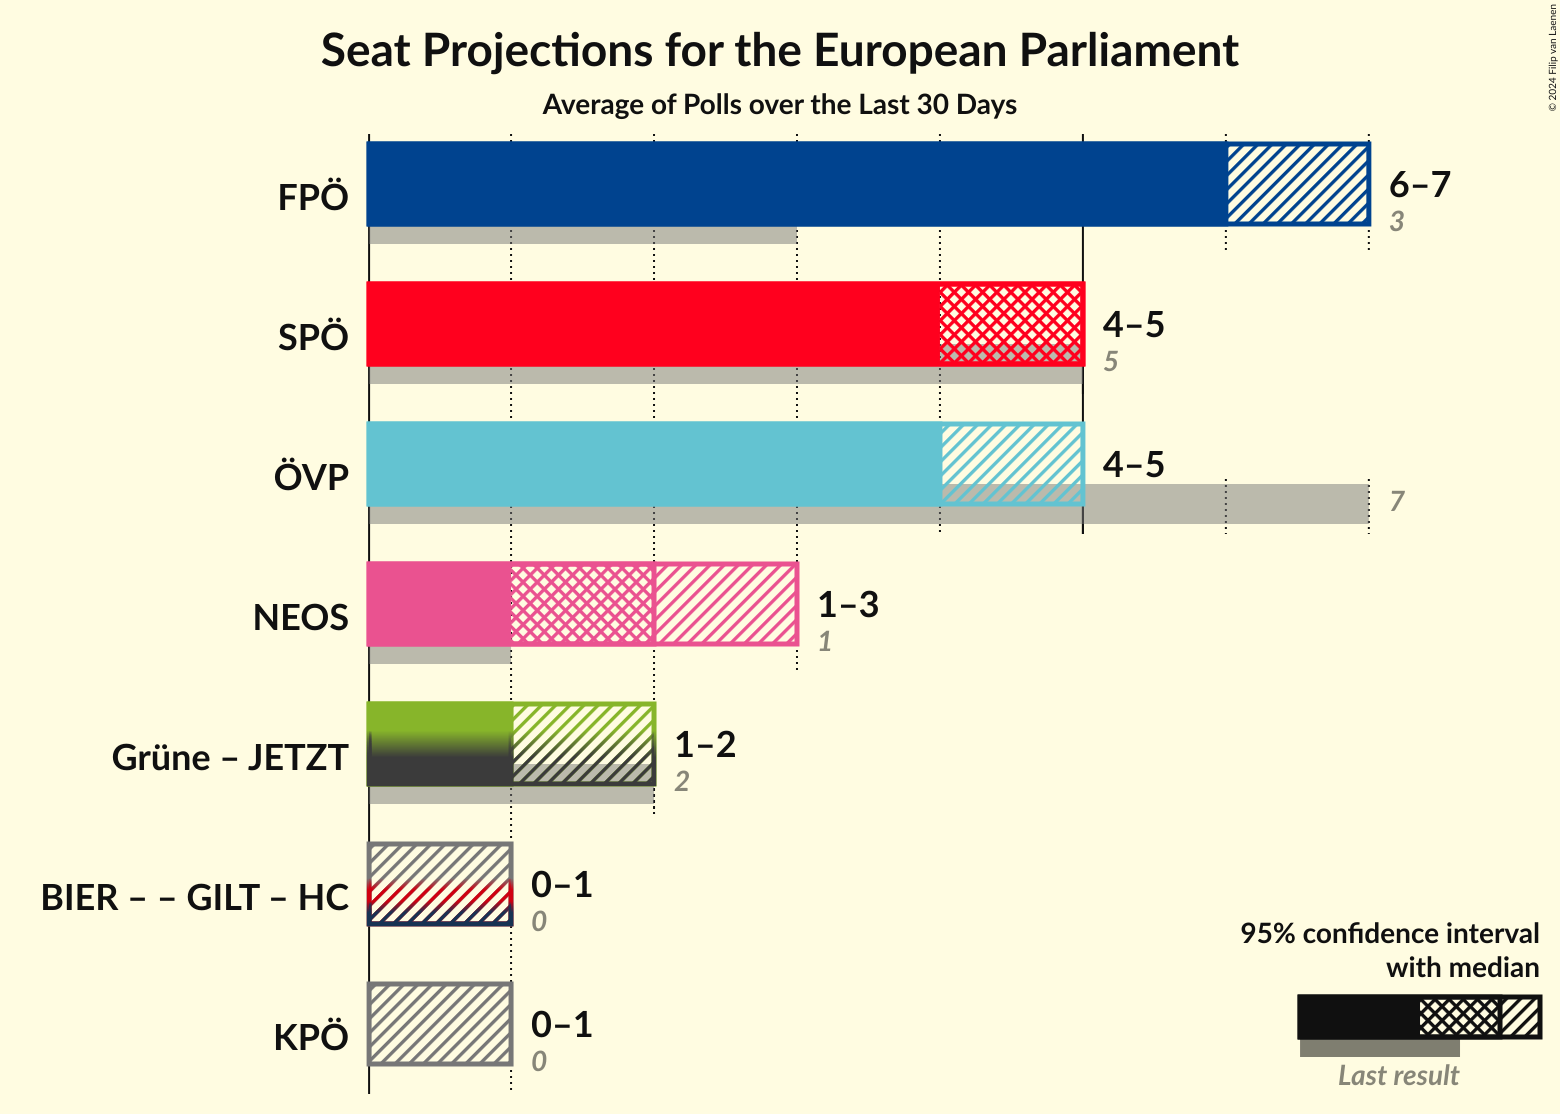 Seat Projections for the European Parliament
Average of Polls over the Last 30 Days
© 2024 Filip van Laenen
FPÖ
6–7
3
SPÖ
4–5
5
ÖVP
4–5
7
NEOS
1–3
1
Grüne – JETZT
1–2
2
BIER – – GILT – HC
0–1
0
KPÖ
0–1
0
95% confidence interval
with median
Last result